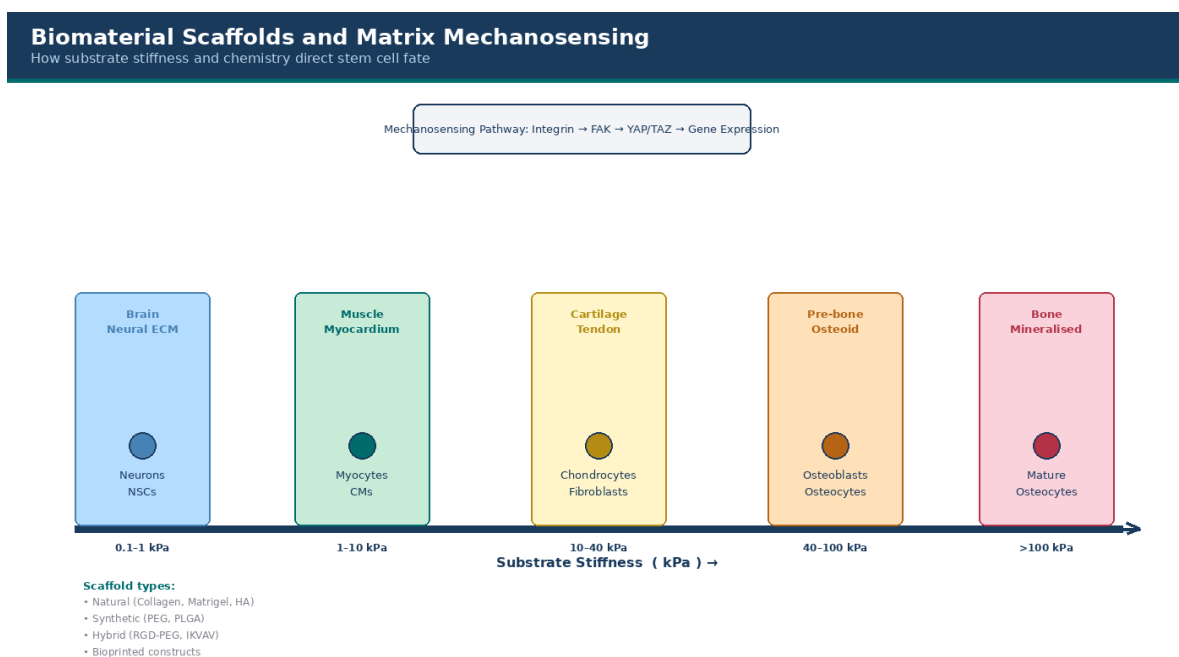 Biomaterial Scaffolds and Matrix Mechanosensing
How substrate stiffness and chemistry direct stem cell fate
Mechanosensing Pathway: Integrin → FAK → YAP/TAZ → Gene Expression
Brain
Neural ECM
Neurons
NSCs
Muscle
Myocardium
Myocytes
CMs
Cartilage
Tendon
Chondrocytes
Fibroblasts
Pre-bone
Osteoid
Osteoblasts
Osteocytes
Bone
Mineralised
Mature
Osteocytes
0.1–1 kPa
1–10 kPa
10–40 kPa
40–100 kPa
>100 kPa
Substrate Stiffness ( kPa ) →
Scaffold types:
• Natural (Collagen, Matrigel, HA)
• Synthetic (PEG, PLGA)
• Hybrid (RGD-PEG, IKVAV)
• Bioprinted constructs